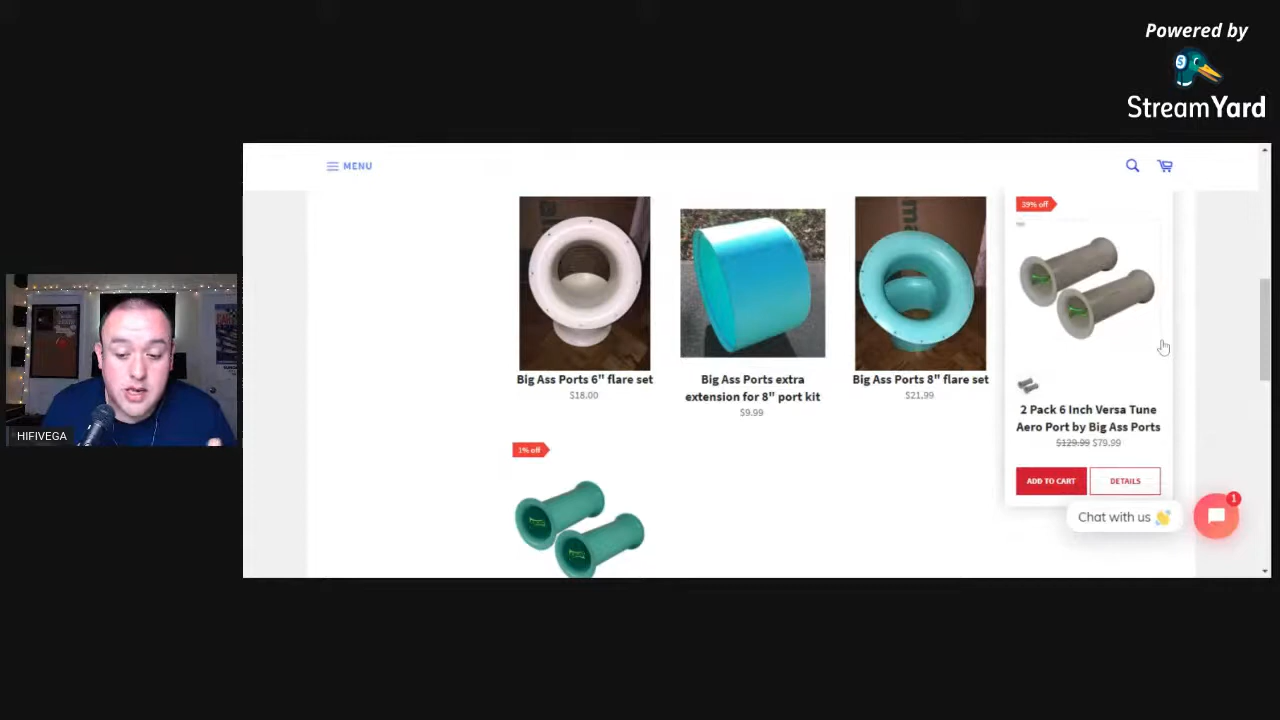 Powered by
StreamYard
MENU
39% off
Big Ass Ports 6" flare set
$18.00
Big Ass Ports extra
extension for 8" port kit
$9.99
Big Ass Ports 8" flare set
$21.99
2 Pack 6 Inch Versa Tune
Aero Port by Big Ass Ports
$129.99 $79.99
ADD TO CART
DETAILS
1% off
Chat with us
1
HIFIVEGA